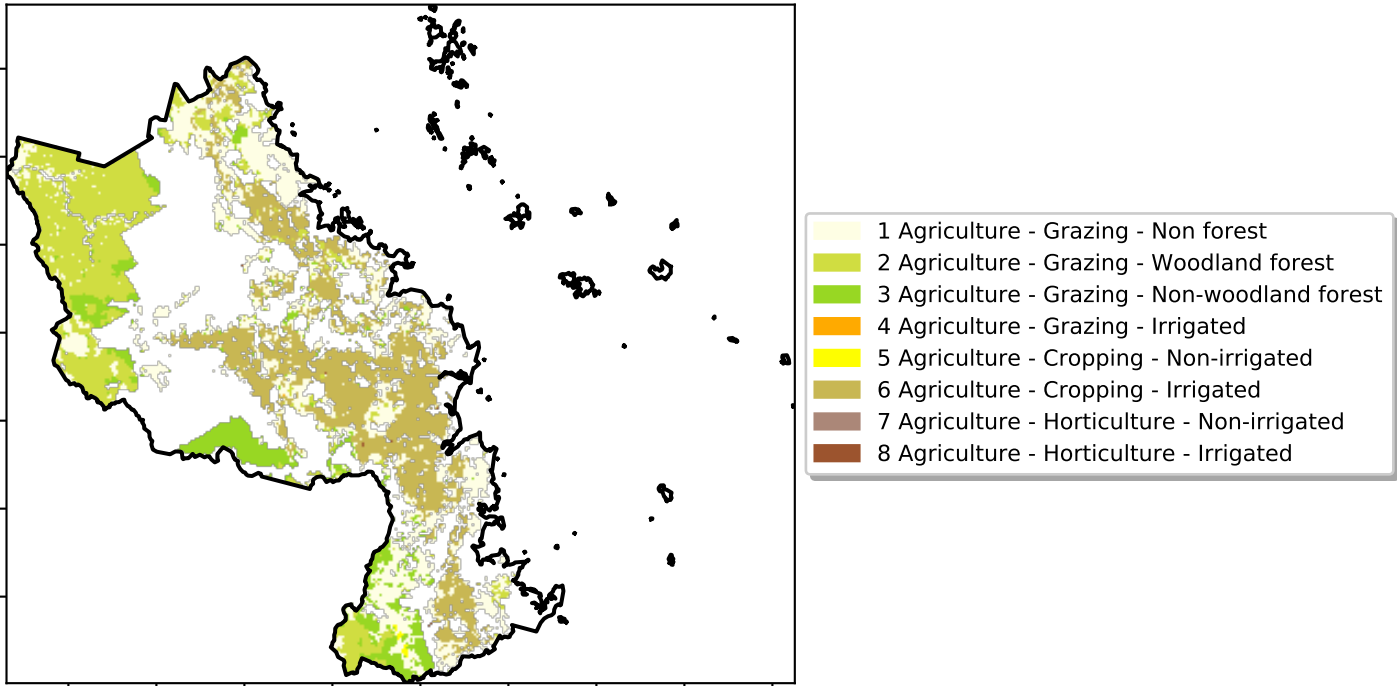 1 Agriculture - Grazing - Non forest
2 Agriculture - Grazing - Woodland forest
3 Agriculture - Grazing - Non-woodland forest
4 Agriculture - Grazing - Irrigated
5 Agriculture - Cropping - Non-irrigated
6 Agriculture - Cropping - Irrigated
7 Agriculture - Horticulture - Non-irrigated
8 Agriculture - Horticulture - Irrigated